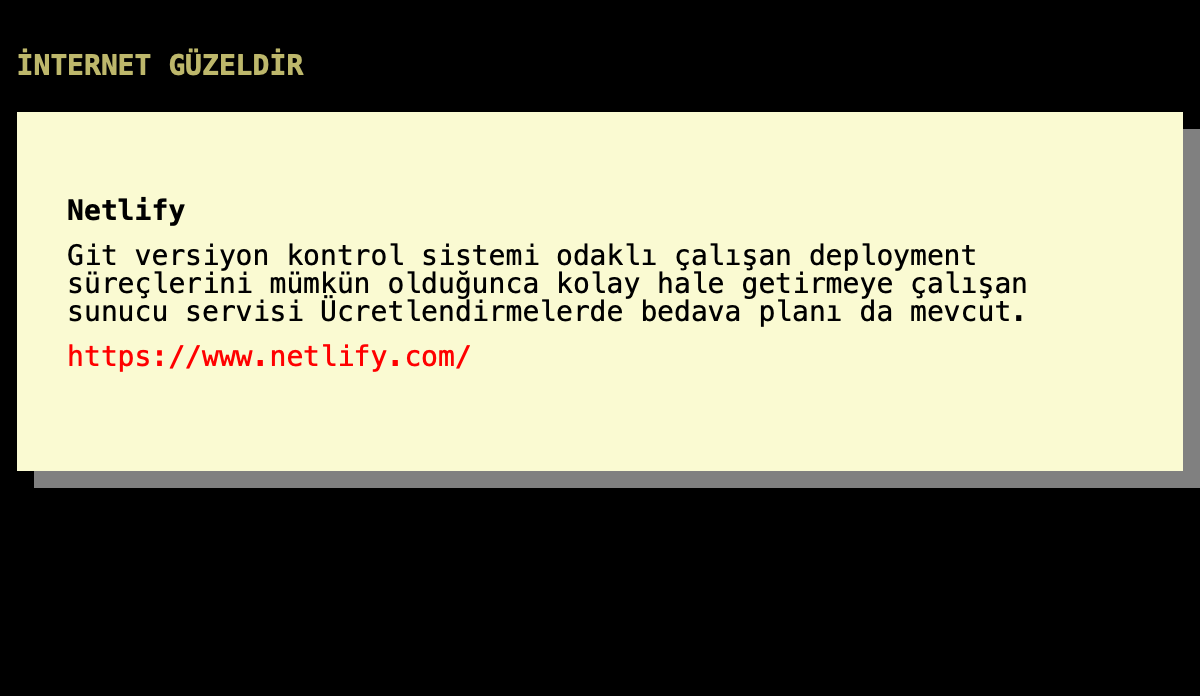 İNTERNET GÜZELDİR
Netlify
Git versiyon kontrol sistemi odaklı çalışan deployment
süreçlerini mümkün olduğunca kolay hale getirmeye çalışan
sunucu servisi Ücretlendirmelerde bedava planı da mevcut.
https://www.netlify.com/